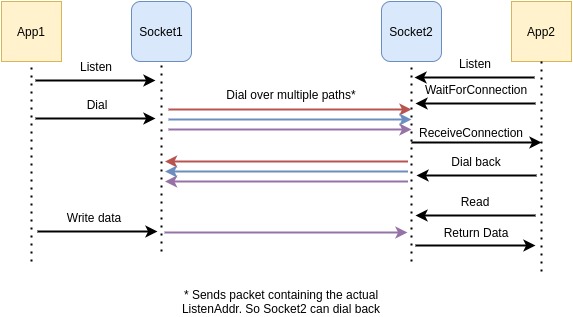 App1
Socket1
Socket2
App2
Listen
Listen
WaitForConnection
Dial
Dial over multiple paths*
ReceiveConnection
Dial back
Read
Write data
Return Data
* Sends packet containing the actual
ListenAddr. So Socket2 can dial back